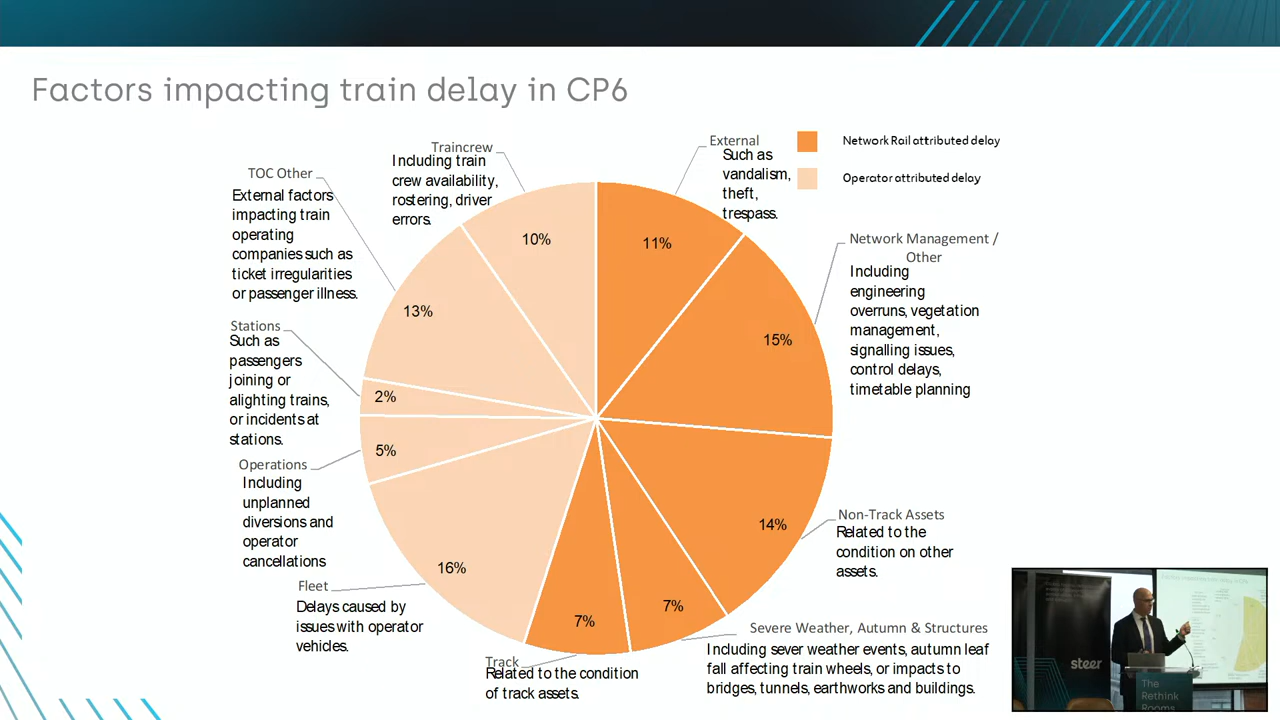 Factors impacting train delay in CP6
Network Rail attributed delay
Operator attributed delay
External
Such as
vandalism,
theft,
trespass.
11%
Network Management /
Other
Including
engineering
overruns, vegetation
management,
signalling issues,
control delays,
timetable planning
15%
Non-Track Assets
Related to the
condition on other
assets.
14%
Severe Weather, Autumn & Structures
Including sever weather events, autumn leaf
fall affecting train wheels, or impacts to
bridges, tunnels, earthworks and buildings.
7%
Track
Related to the condition
of track assets.
7%
Fleet
Delays caused by
issues with operator
vehicles.
16%
Operations
Including
unplanned
diversions and
operator
cancellations
5%
Stations
Such as
passengers
joining or
alighting trains,
or incidents at
stations.
2%
TOC Other
External factors
impacting train
operating
companies such as
ticket irregularities
or passenger illness.
13%
Traincrew
Including train
crew availability,
rostering, driver
errors.
10%
steer
The
Rethink
Rooms